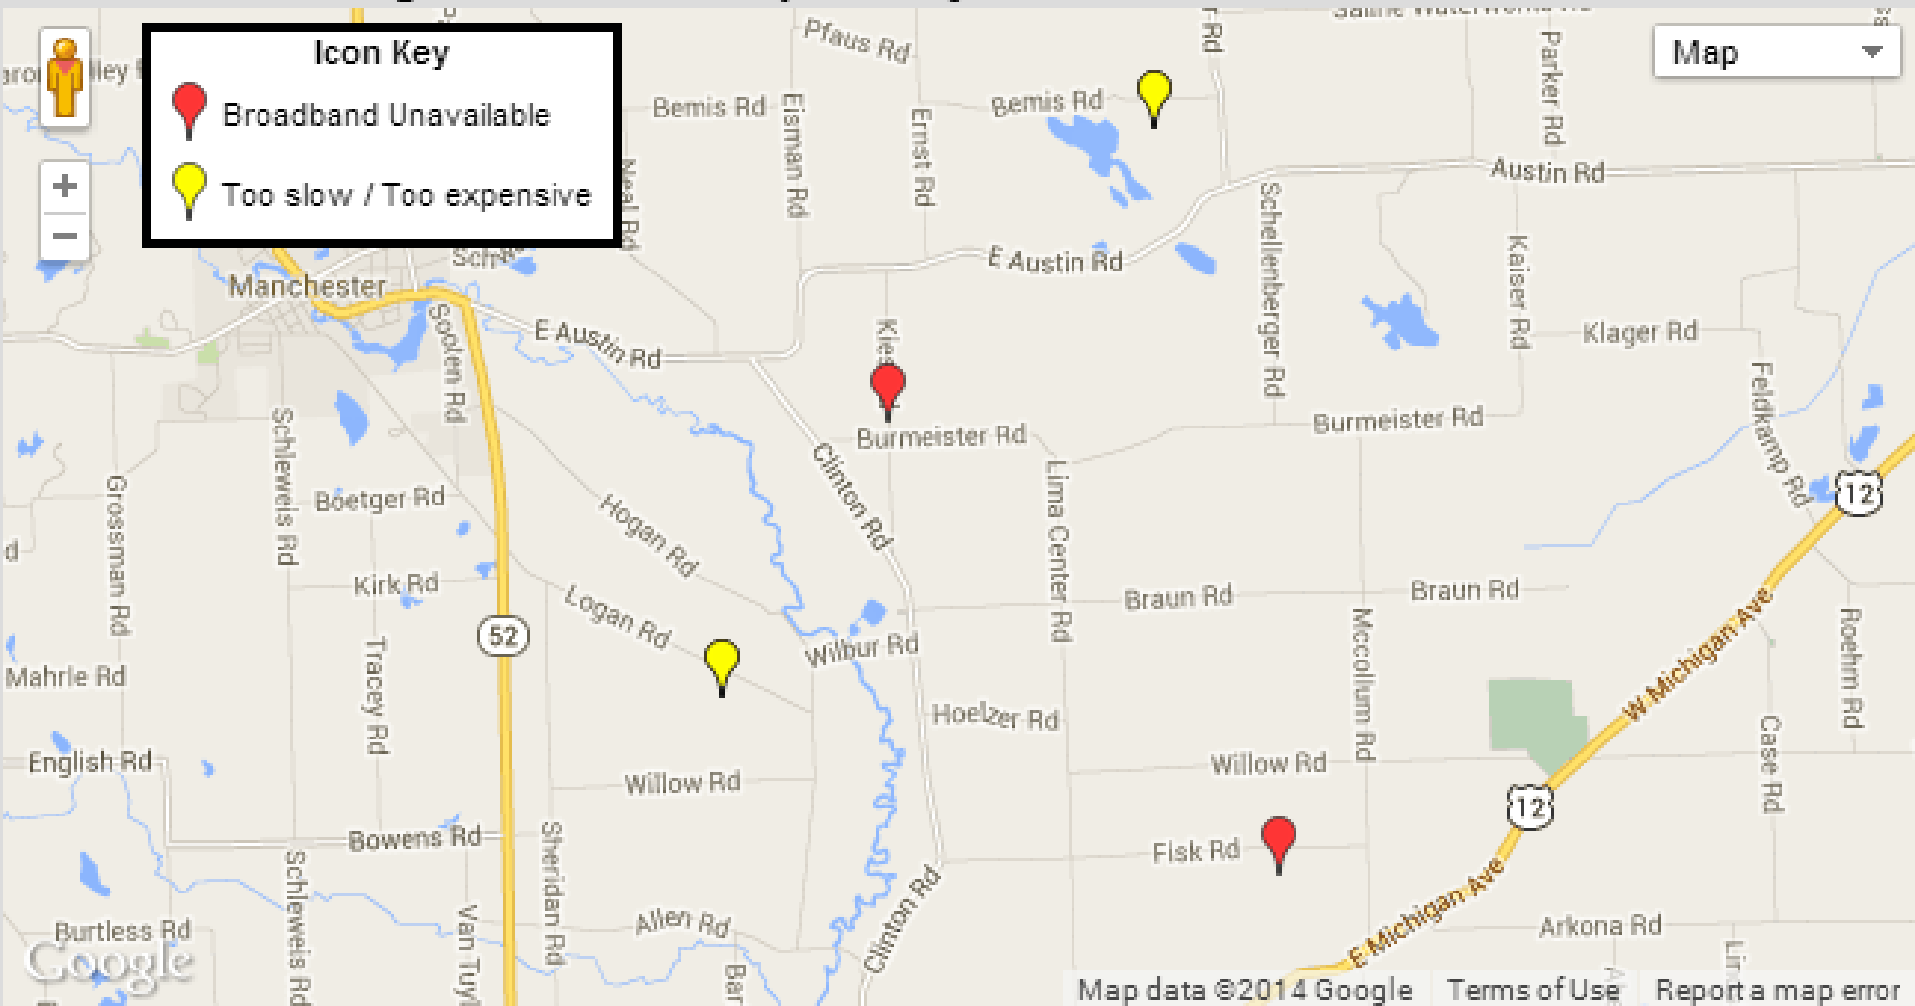 Icon Key
Broadband Unavailable
Too slow / Too expensive
Map
Pfaus Rd
Bemis Rd
Bemis Rd
Eisman Rd
Ernst Rd
Neal Rd
Parker Rd
Austin Rd
E Austin Rd
Schellenberger Rd
Kaiser Rd
Klager Rd
Manchester
E Austin Rd
Burmeister Rd
Burmeister Rd
Feldkamp Rd
12
Schleweis Rd
Grossman Rd
Boetger Rd
Hogan Rd
Clinton Rd
Lima Center Rd
Kirk Rd
Logan Rd
Braun Rd
Braun Rd
52
Wilbur Rd
Tracey Rd
Mahrle Rd
Mccollum Rd
W Michigan Ave
Roehm Rd
Hoelzer Rd
English Rd
Willow Rd
Willow Rd
Case Rd
12
Bowens Rd
Sheridan Rd
Fisk Rd
Schleweis Rd
Burtless Rd
Allen Rd
Clinton Rd
E Michigan Ave
Arkona Rd
Van Tuyl
Bar
Google
Map data ©2014 Google
Terms of Use
Report a map error